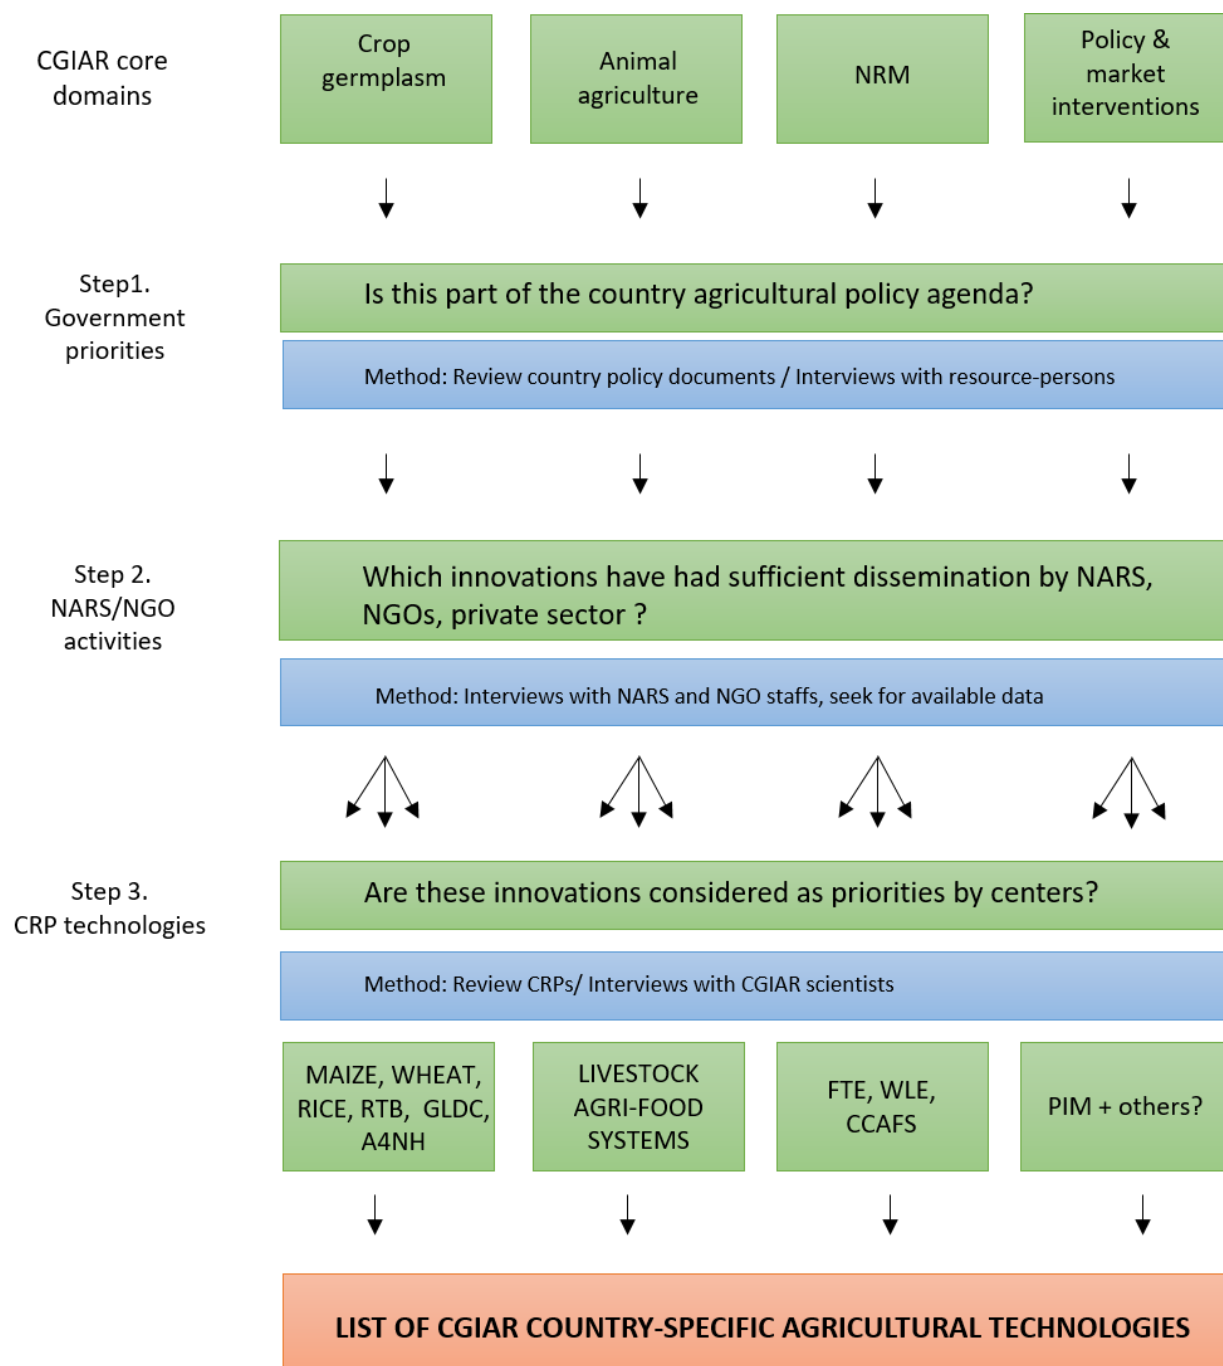 CGIAR core
domains
Crop
germplasm
Animal
agriculture
NRM
Policy &
market
interventions
Step1.
Government
priorities
Is this part of the country agricultural policy agenda?
Method: Review country policy documents / Interviews with resource-persons
Step 2.
NARS/NGO
activities
Which innovations have had sufficient dissemination by NARS,
NGOs, private sector ?
Method: Interviews with NARS and NGO staffs, seek for available data
Step 3.
CRP technologies
Are these innovations considered as priorities by centers?
Method: Review CRPs/ Interviews with CGIAR scientists
MAIZE, WHEAT,
RICE, RTB, GLDC,
A4NH
LIVESTOCK
AGRI-FOOD
SYSTEMS
FTE, WLE,
CCAFS
PIM + others?
LIST OF CGIAR COUNTRY-SPECIFIC AGRICULTURAL TECHNOLOGIES